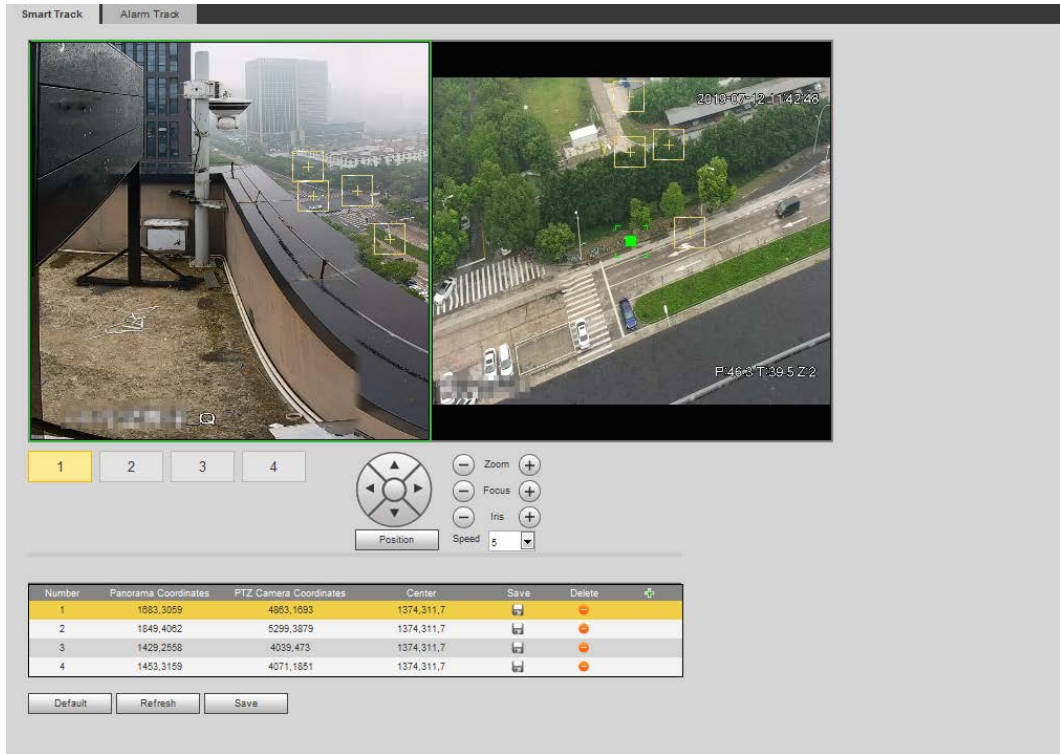 Smart Track Alarm Track
2019-07-12 11:42:48
P:46.3 T:39.5 Z:2
1 2 3 4
Zoom
Focus
Iris
Position Speed 5
Number Panorama Coordinates PTZ Camera Coordinates Center Save Delete
1 1683,3059 4863,1693 1374,311,7
2 1849,4062 5299,3879 1374,311,7
3 1429,2558 4039,473 1374,311,7
4 1453,3159 4071,1851 1374,311,7
Default Refresh Save